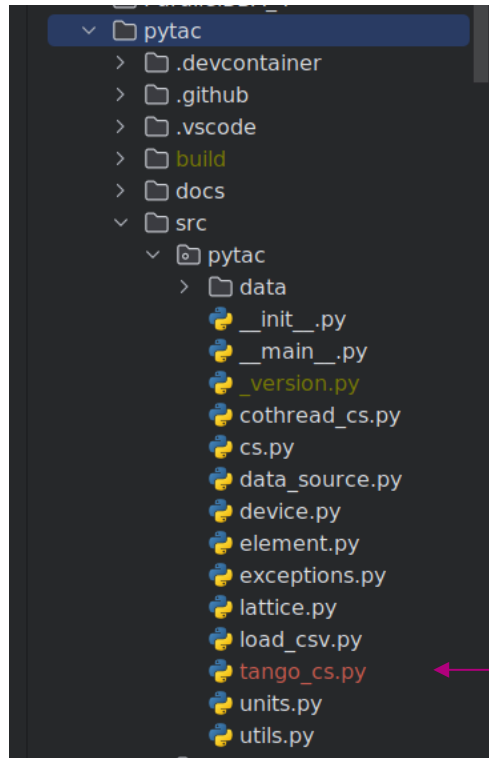 pytac
.devcontainer
.github
.vscode
build
docs
src
pytac
data
__init__.py
__main__.py
_version.py
cothread_cs.py
cs.py
data_source.py
device.py
element.py
exceptions.py
lattice.py
load_csv.py
tango_cs.py
units.py
utils.py